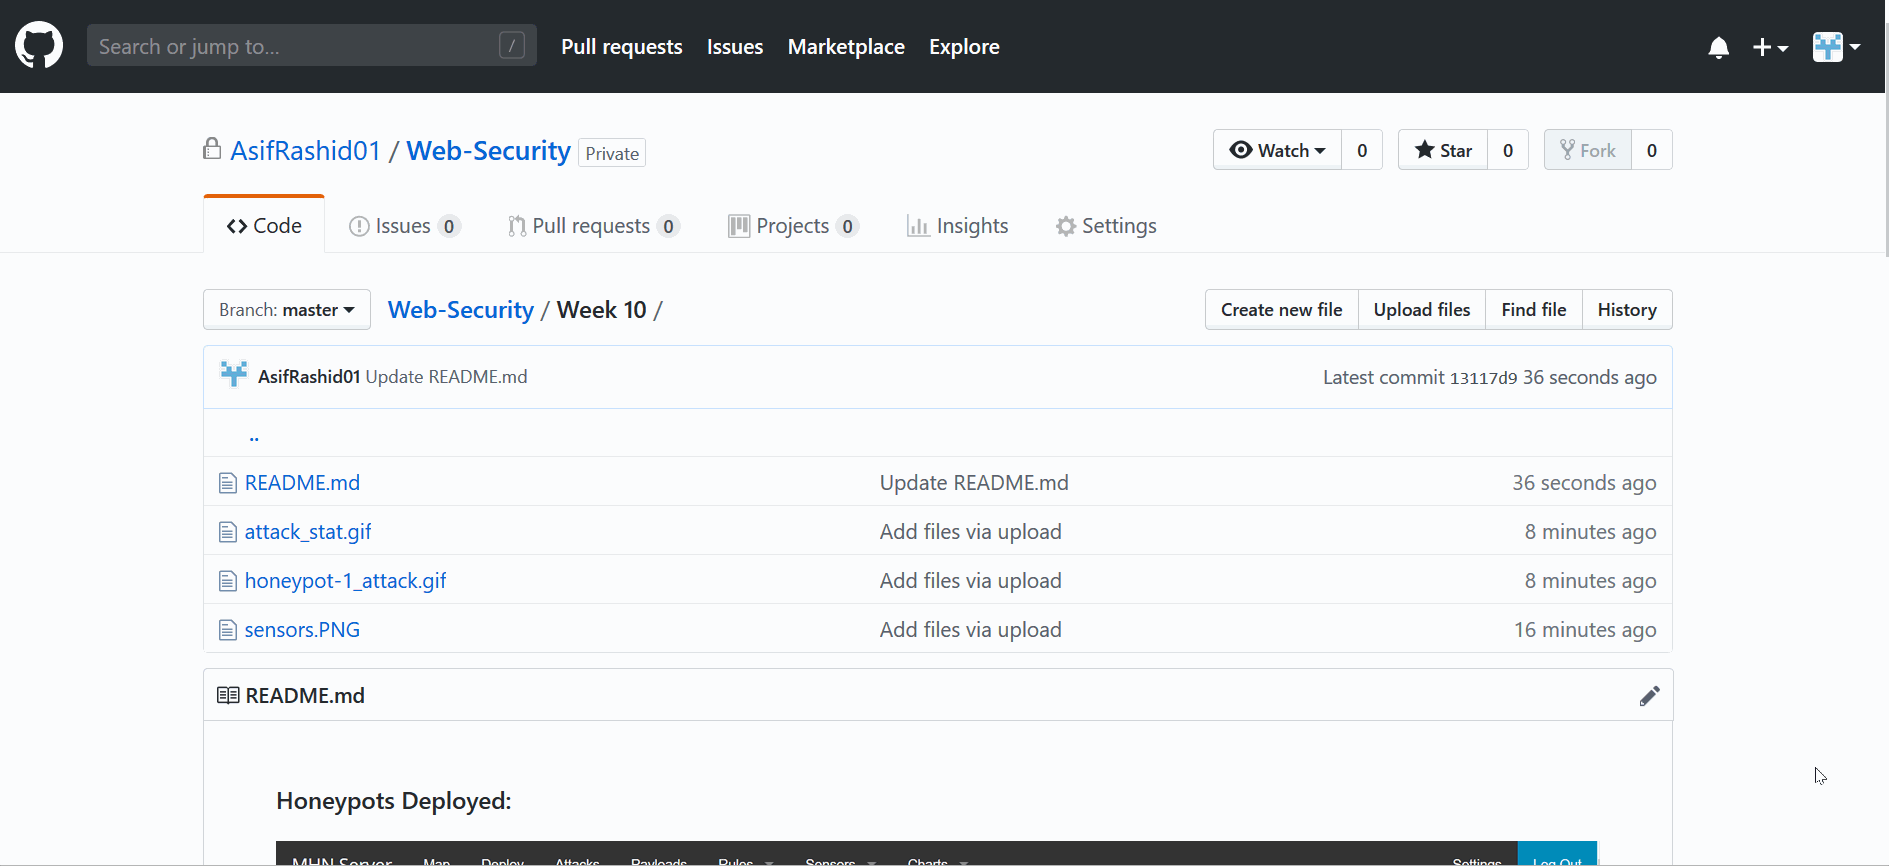 Search or jump to... / Pull requests Issues Marketplace Explore
AsifRashid01 / Web-Security Private Watch 0 Star 0 Fork 0
Code Issues 0 Pull requests 0 Projects 0 Insights Settings
Branch: master Web-Security / Week 10 / Create new file Upload files Find file History
AsifRashid01 Update README.md Latest commit 13117d9 36 seconds ago
..
README.md Update README.md 36 seconds ago
attack_stat.gif Add files via upload 8 minutes ago
honeypot-1_attack.gif Add files via upload 8 minutes ago
sensors.PNG Add files via upload 16 minutes ago
README.md
Honeypots Deployed:
MHN Server Map Deploy Attacks Payloads Rules Sensors Charts Settings Log Out